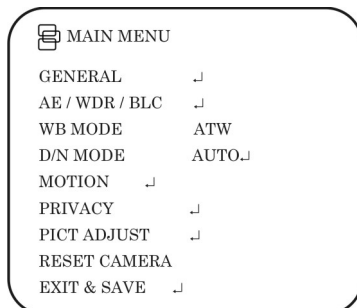 MAIN MENU
GENERAL ↵
AE / WDR / BLC ↵
WB MODE ATW
D/N MODE AUTO↵
MOTION ↵
PRIVACY ↵
PICT ADJUST ↵
RESET CAMERA
EXIT & SAVE ↵